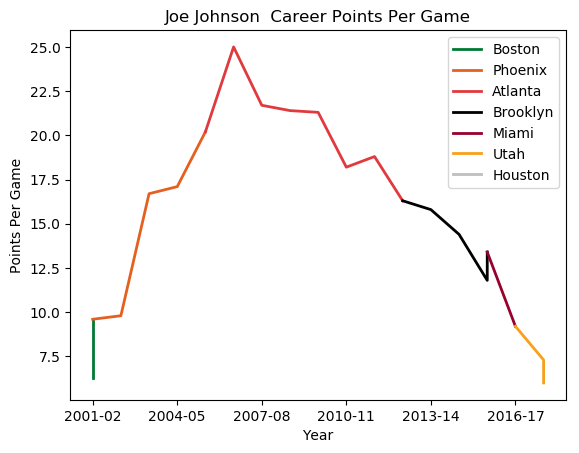 Joe Johnson  Career Points Per Game
Points Per Game
25.0
22.5
20.0
17.5
15.0
12.5
10.0
7.5
Boston
Phoenix
Atlanta
Brooklyn
Miami
Utah
Houston
2001-02 2004-05 2007-08 2010-11 2013-14 2016-17
Year